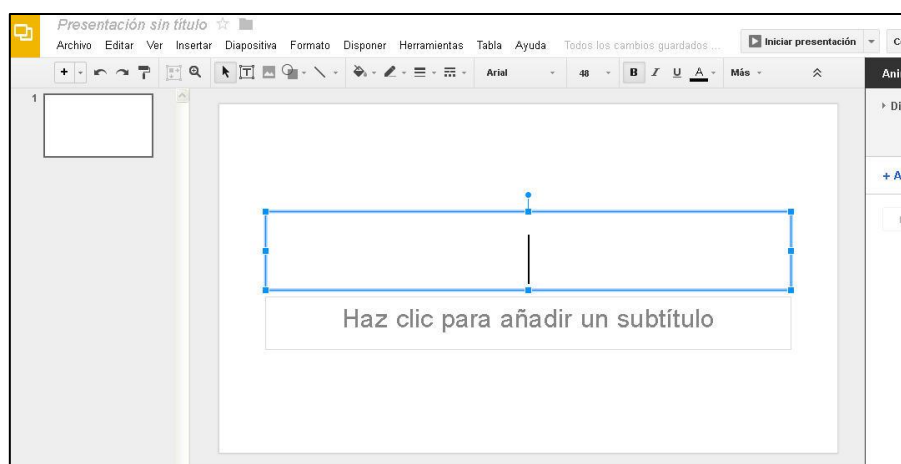 Presentación sin título
Archivo Editar Ver Insertar Diapositiva Formato Disponer Herramientas Tabla Ayuda Todos los cambios guardados ...
Iniciar presentación
Arial 48 B I U A Más
1
Haz clic para añadir un subtítulo